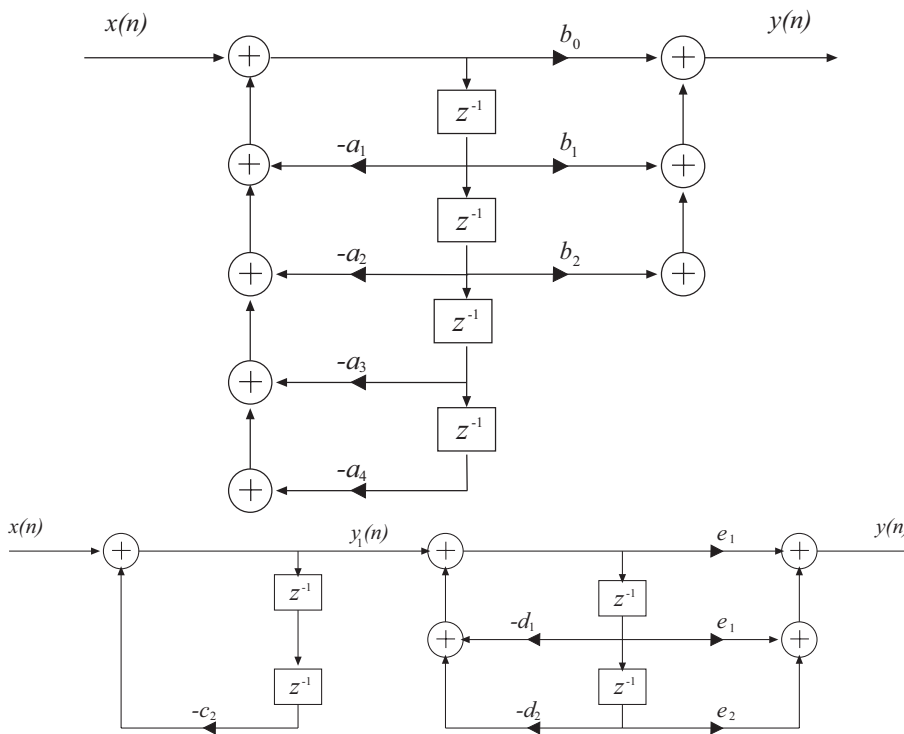 x(n) b₀ y(n)
z⁻¹
-a₁ b₁
z⁻¹
-a₂ b₂
z⁻¹
-a₃
z⁻¹
-a₄
x(n) y₁(n) e₁ y(n)
z⁻¹ z⁻¹
-d₁ e₁
z⁻¹ z⁻¹
-c₂ -d₂ e₂